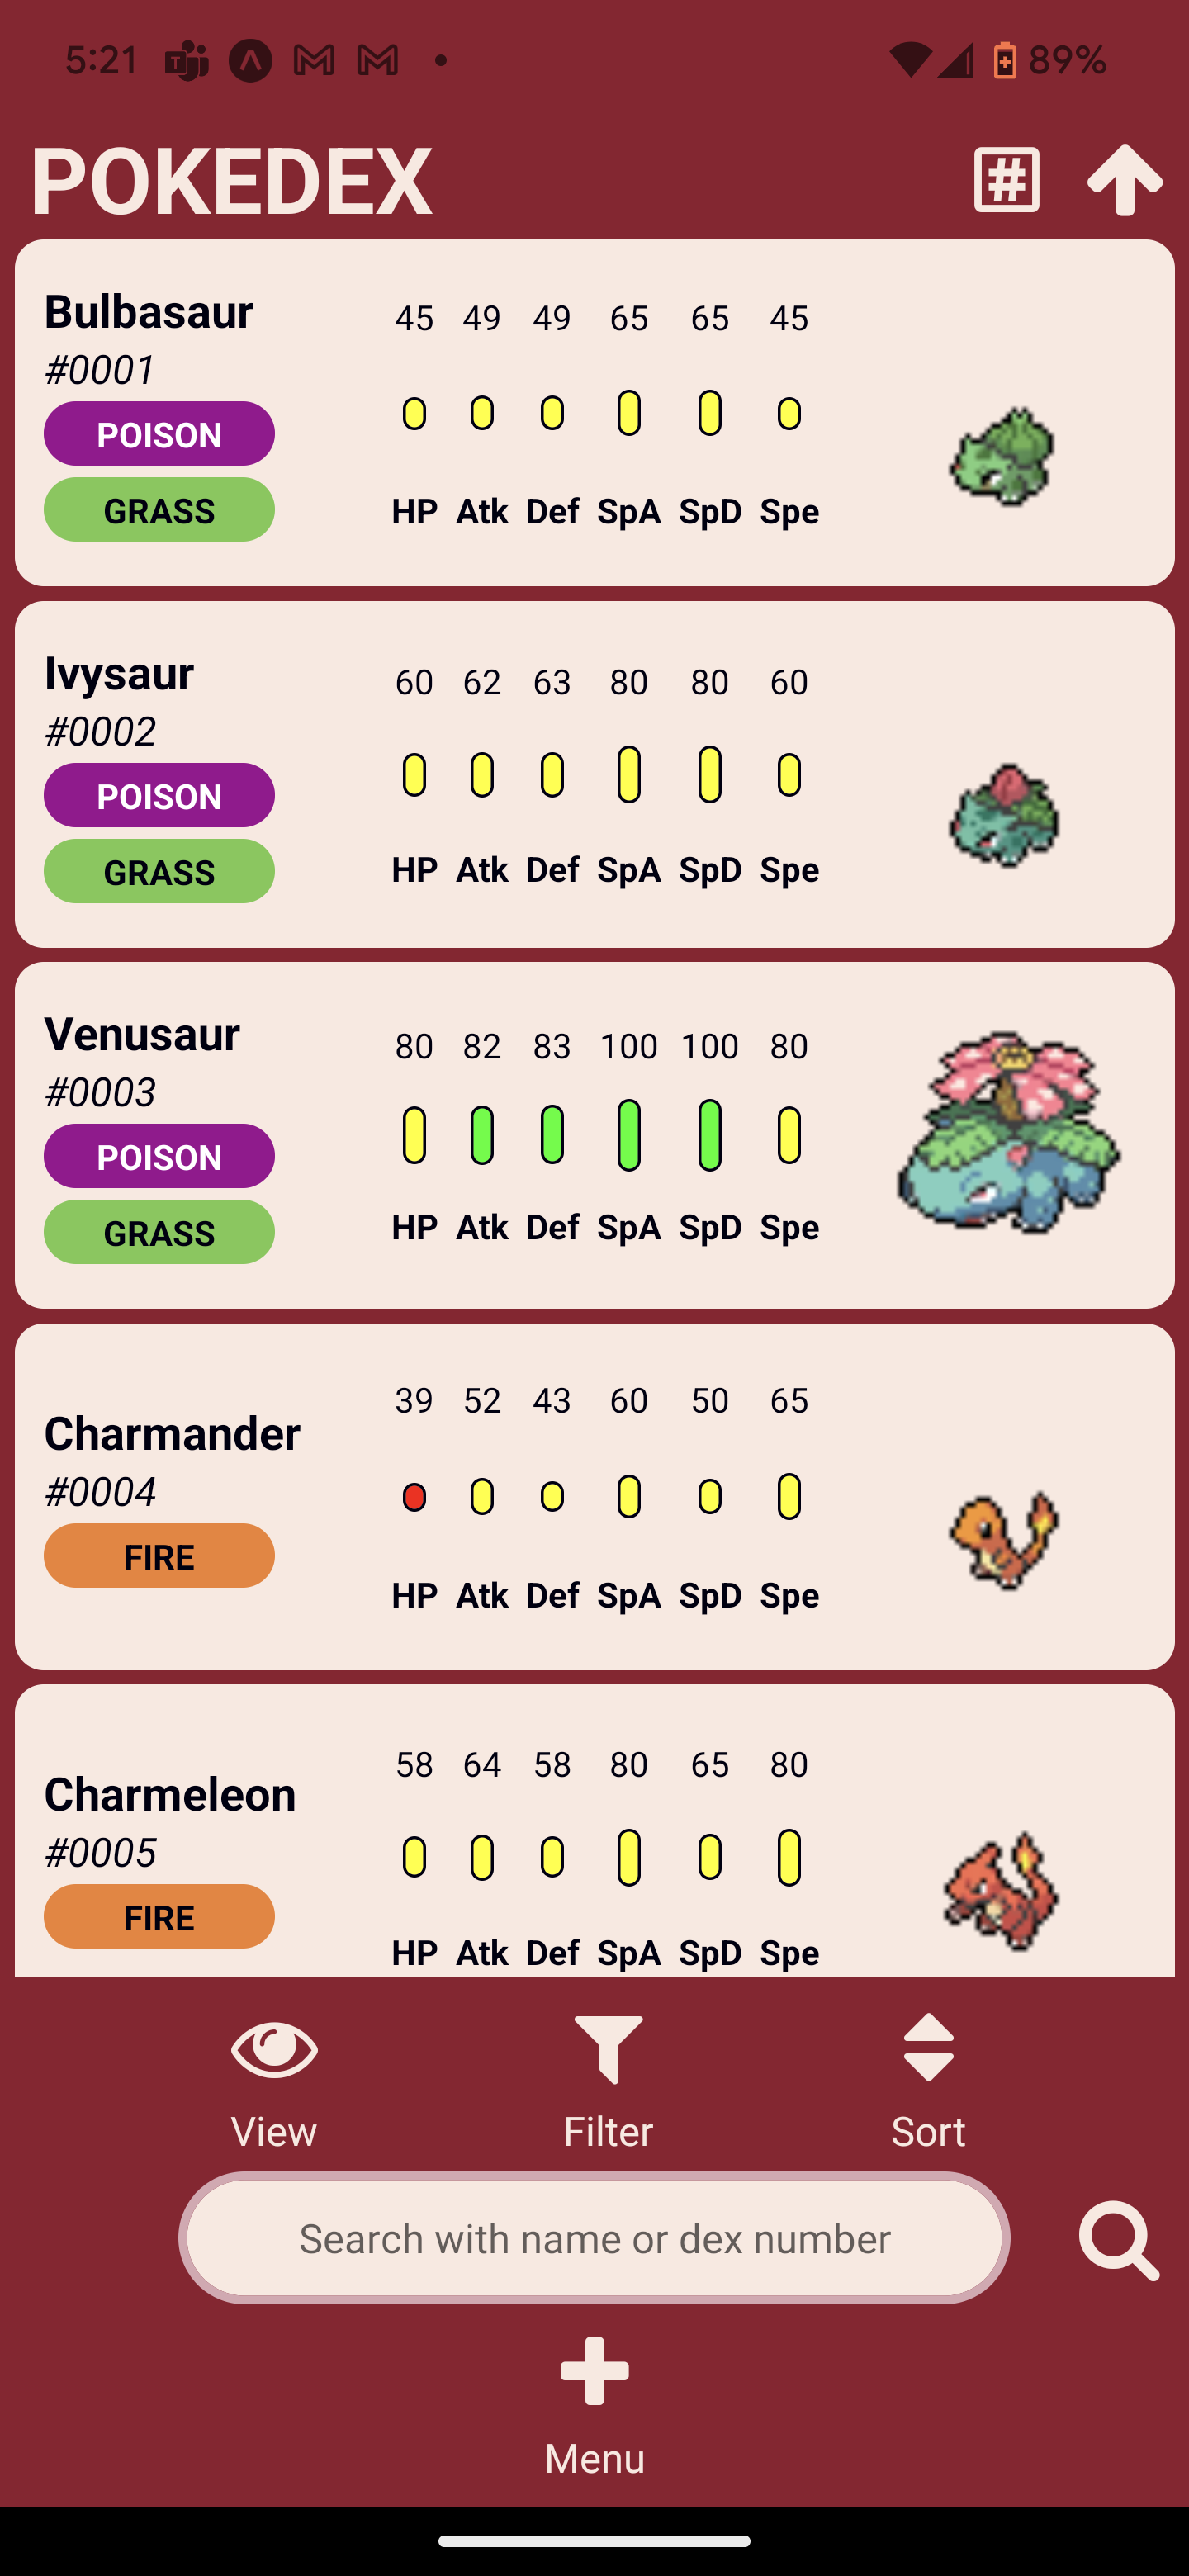 5:21 89%
POKEDEX #
Bulbasaur
#0001
POISON
GRASS
45 49 49 65 65 45
HP Atk Def SpA SpD Spe
Ivysaur
#0002
POISON
GRASS
60 62 63 80 80 60
HP Atk Def SpA SpD Spe
Venusaur
#0003
POISON
GRASS
80 82 83 100 100 80
HP Atk Def SpA SpD Spe
Charmander
#0004
FIRE
39 52 43 60 50 65
HP Atk Def SpA SpD Spe
Charmeleon
#0005
FIRE
58 64 58 80 65 80
HP Atk Def SpA SpD Spe
View Filter Sort
Search with name or dex number
Menu